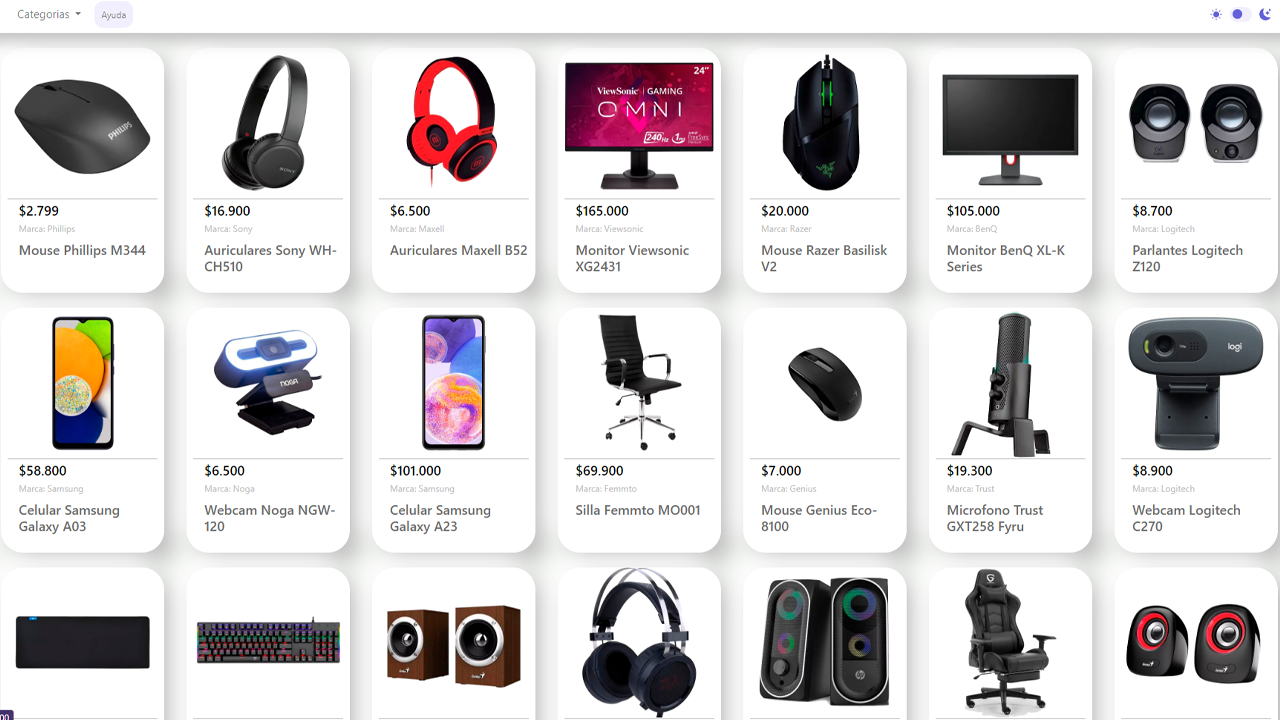 Categorias
Ayuda
PHILIPS
SONY
24"
ViewSonic | GAMING
OMNI
240Hz
1ms
$2.799
$16.900
$6.500
$165.000
$20.000
$105.000
$8.700
Marca: Phillips
Marca: Sony
Marca: Maxell
Marca: Viewsonic
Marca: Razer
Marca: BenQ
Marca: Logitech
Mouse Phillips M344
Auriculares Sony WH-
CH510
Auriculares Maxell B52
Monitor Viewsonic
XG2431
Mouse Razer Basilisk
V2
Monitor BenQ XL-K
Series
Parlantes Logitech
Z120
NOGA
logi
$58.800
$6.500
$101.000
$69.900
$7.000
$19.300
$8.900
Marca: Samsung
Marca: Noga
Marca: Samsung
Marca: Femmto
Marca: Genius
Marca: Trust
Marca: Logitech
Celular Samsung
Galaxy A03
Webcam Noga NGW-
120
Celular Samsung
Galaxy A23
Silla Femmto MO001
Mouse Genius Eco-
8100
Microfono Trust
GXT258 Fyru
Webcam Logitech
C270
hp